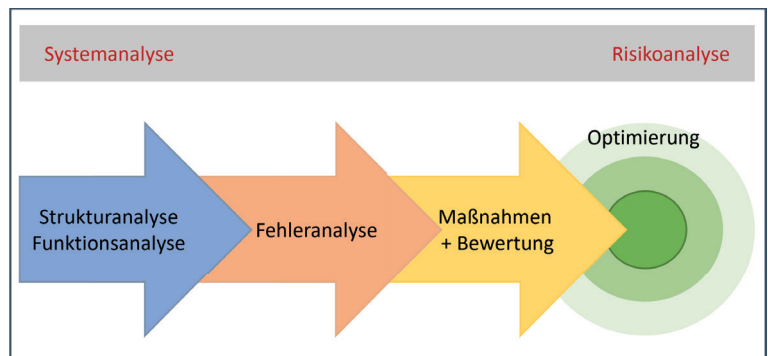 Systemanalyse
Risikoanalyse
Optimierung
Strukturanalyse
Funktionsanalyse
Fehleranalyse
Maßnahmen
+ Bewertung